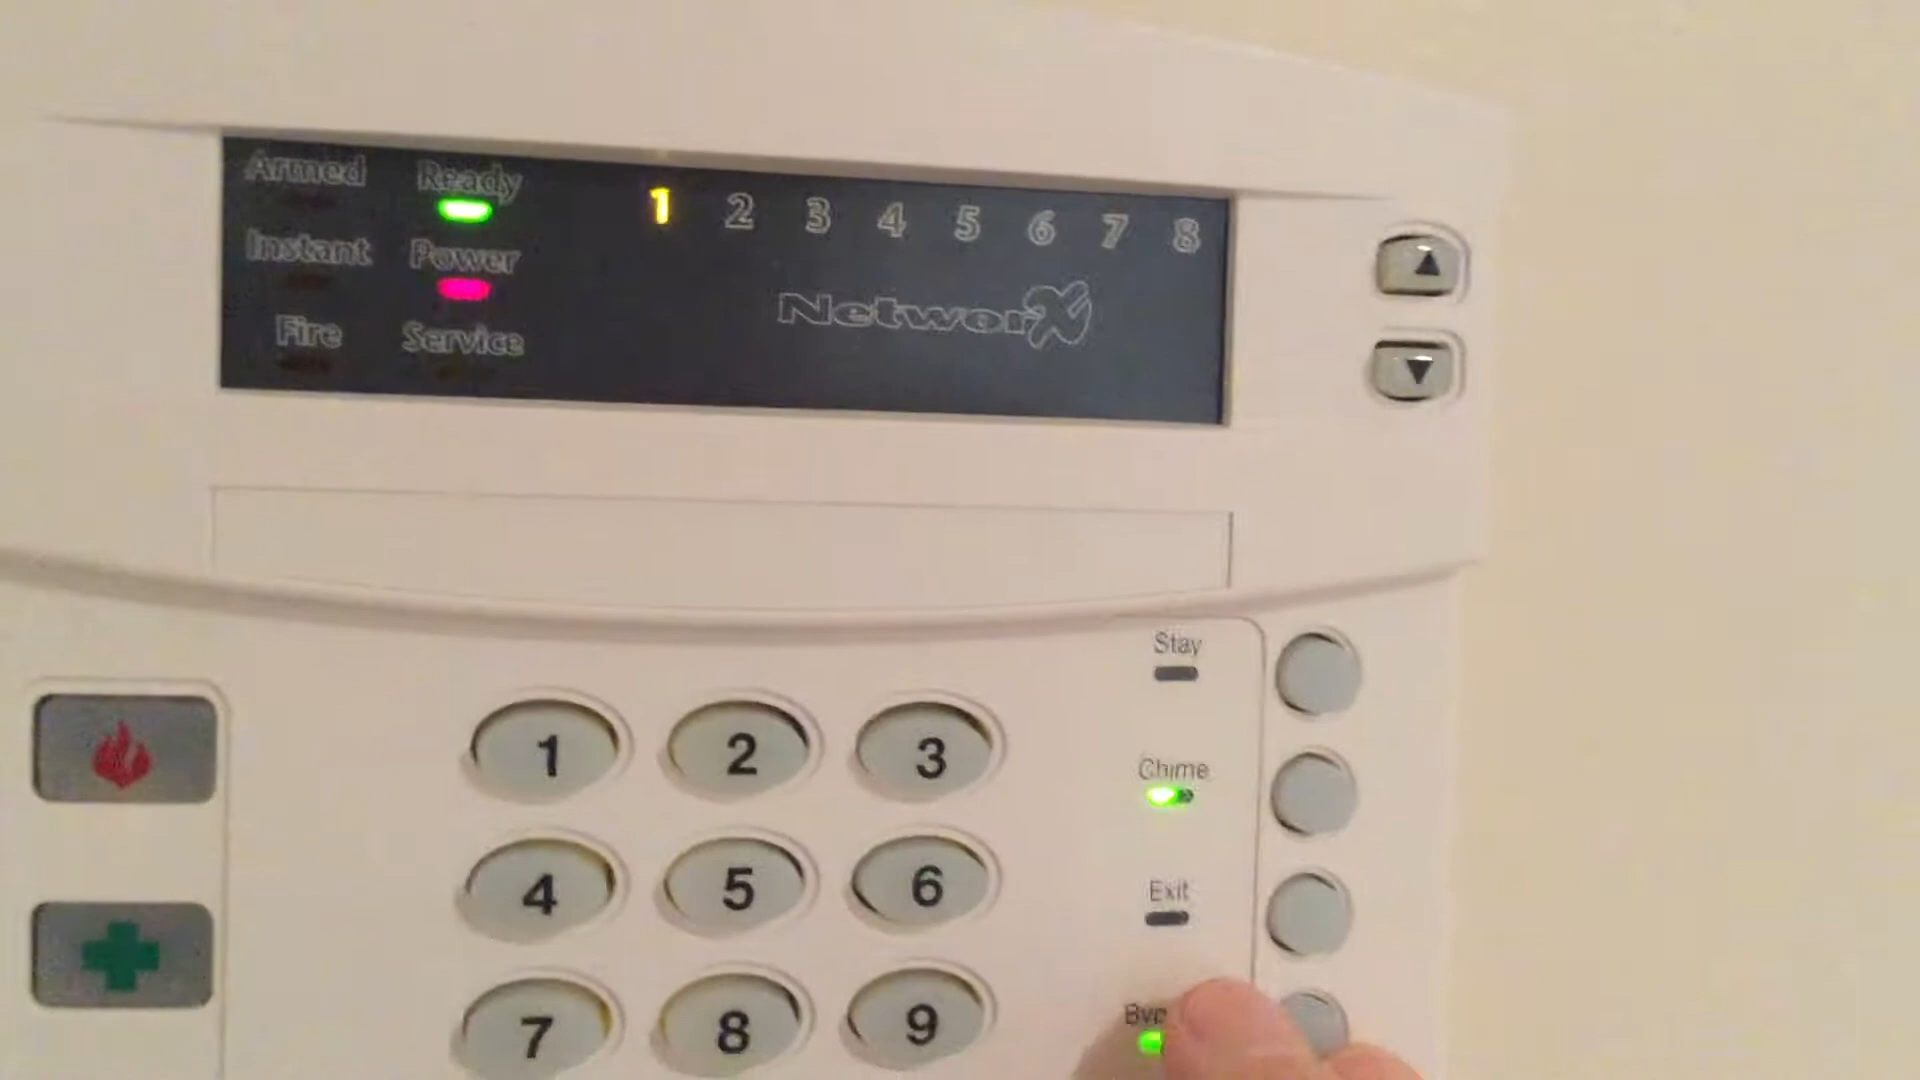 Armed Ready 1 2 3 4 5 6 7 8
Instant Power
NetworX
Fire Service
Stay
1 2 3
Chime
4 5 6
Exit
7 8 9
Byp